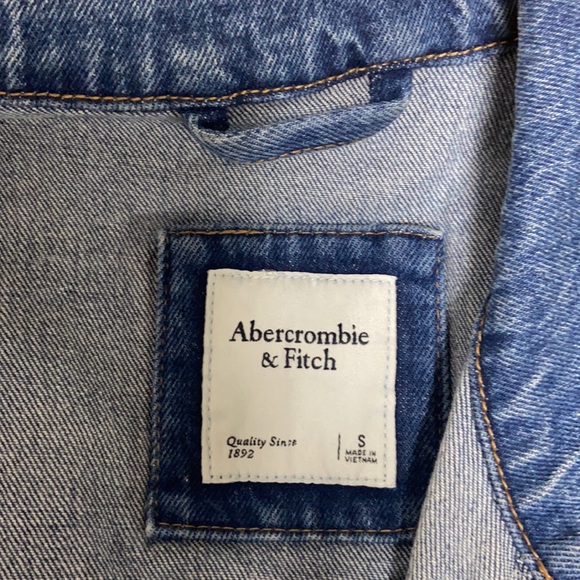 Abercrombie
& Fitch
Quality Since
1892
S
MADE IN
VIETNAM